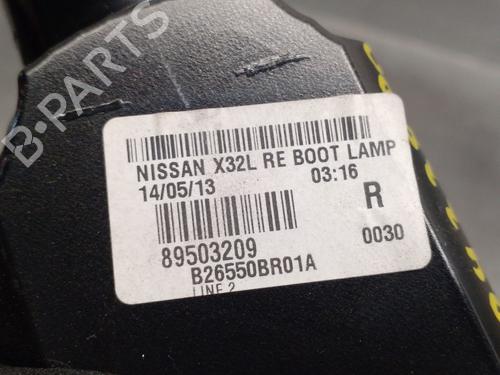 B-PARTS
NISSAN X32L RE BOOT LAMP
14/05/13 03:16
R
89503209 0030
B26550BR01A
LINE 2